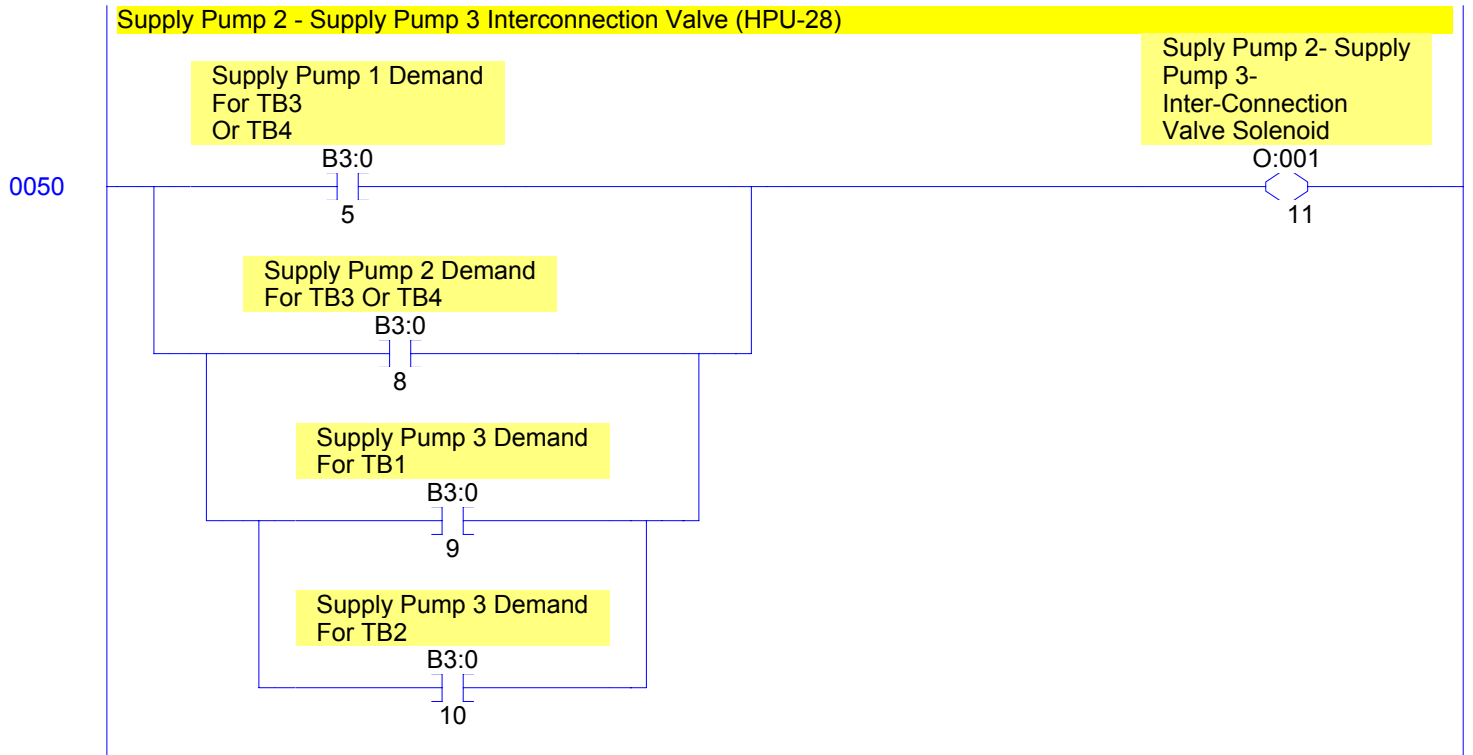 Supply Pump 2 - Supply Pump 3 Interconnection Valve (HPU-28)
Supply Pump 1 Demand
For TB3
Or TB4
B3:0
5
Suply Pump 2- Supply
Pump 3-
Inter-Connection
Valve Solenoid
O:001
11
0050
Supply Pump 2 Demand
For TB3 Or TB4
B3:0
8
Supply Pump 3 Demand
For TB1
B3:0
9
Supply Pump 3 Demand
For TB2
B3:0
10